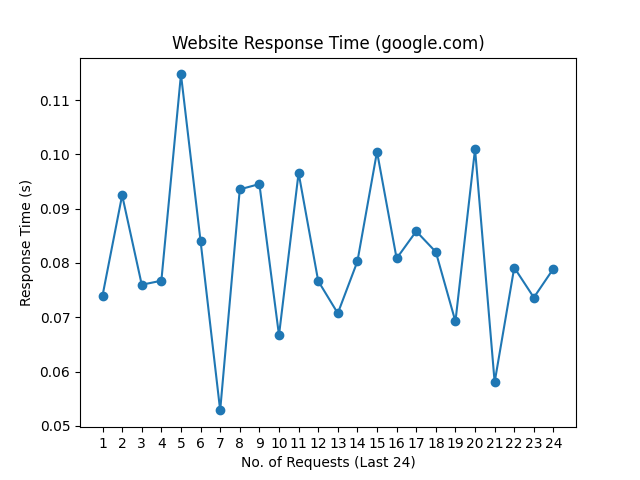 Website Response Time (google.com)
Response Time (s)
0.11
0.10
0.09
0.08
0.07
0.06
0.05
1 2 3 4 5 6 7 8 9 10 11 12 13 14 15 16 17 18 19 20 21 22 23 24
No. of Requests (Last 24)